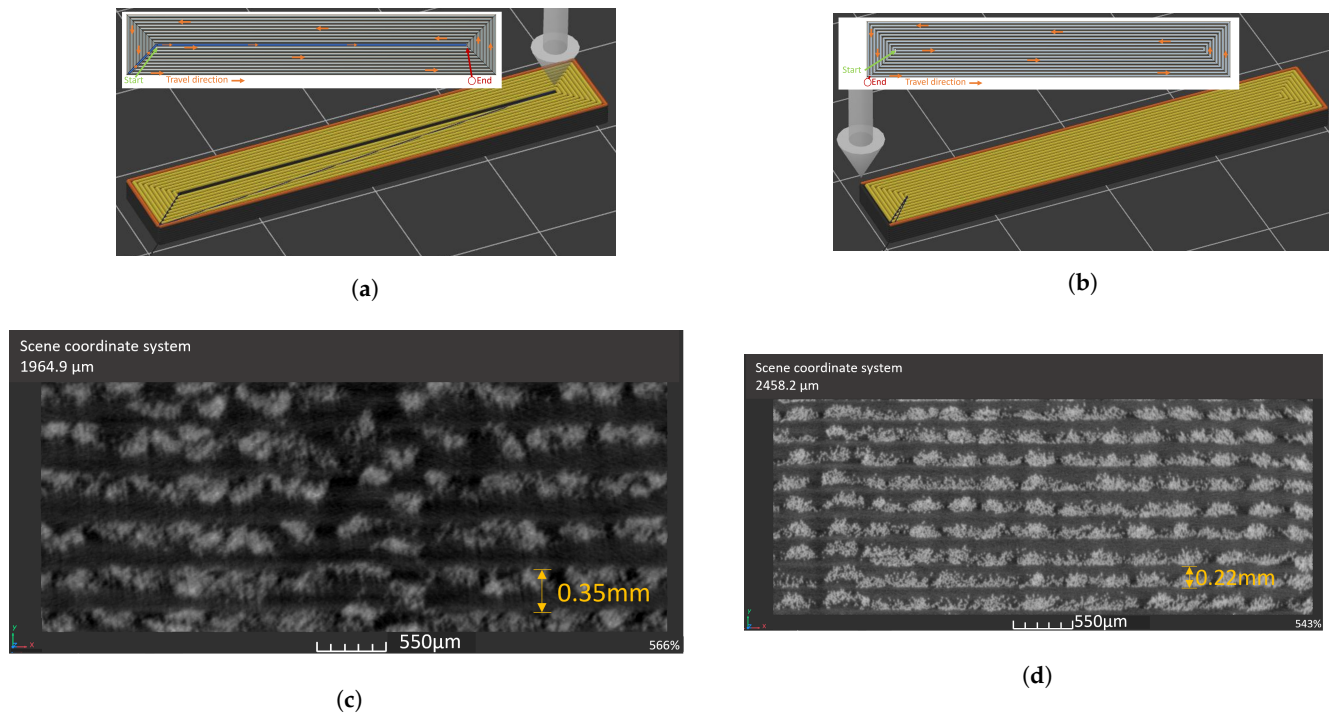 Start
Travel direction
End
Start
End
Travel direction
(a)
(b)
Scene coordinate system
1964.9 µm
0.35mm
550µm
566%
y
x
(c)
Scene coordinate system
2458.2 µm
0.22mm
550µm
543%
y
x
(d)